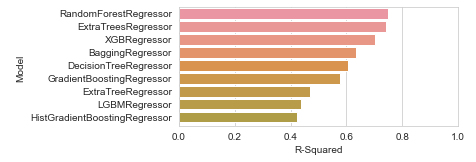 RandomForestRegressor
ExtraTreesRegressor
XGBRegressor
BaggingRegressor
DecisionTreeRegressor
GradientBoostingRegressor
ExtraTreeRegressor
LGBMRegressor
HistGradientBoostingRegressor
Model
0.0 0.2 0.4 0.6 0.8 1.0
R-Squared